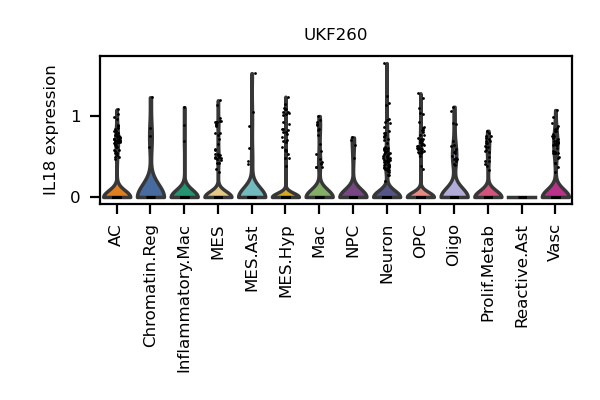 UKF260
IL18 expression
1
0
AC
Chromatin.Reg
Inflammatory.Mac
MES
MES.Ast
MES.Hyp
Mac
NPC
Neuron
OPC
Oligo
Prolif.Metab
Reactive.Ast
Vasc